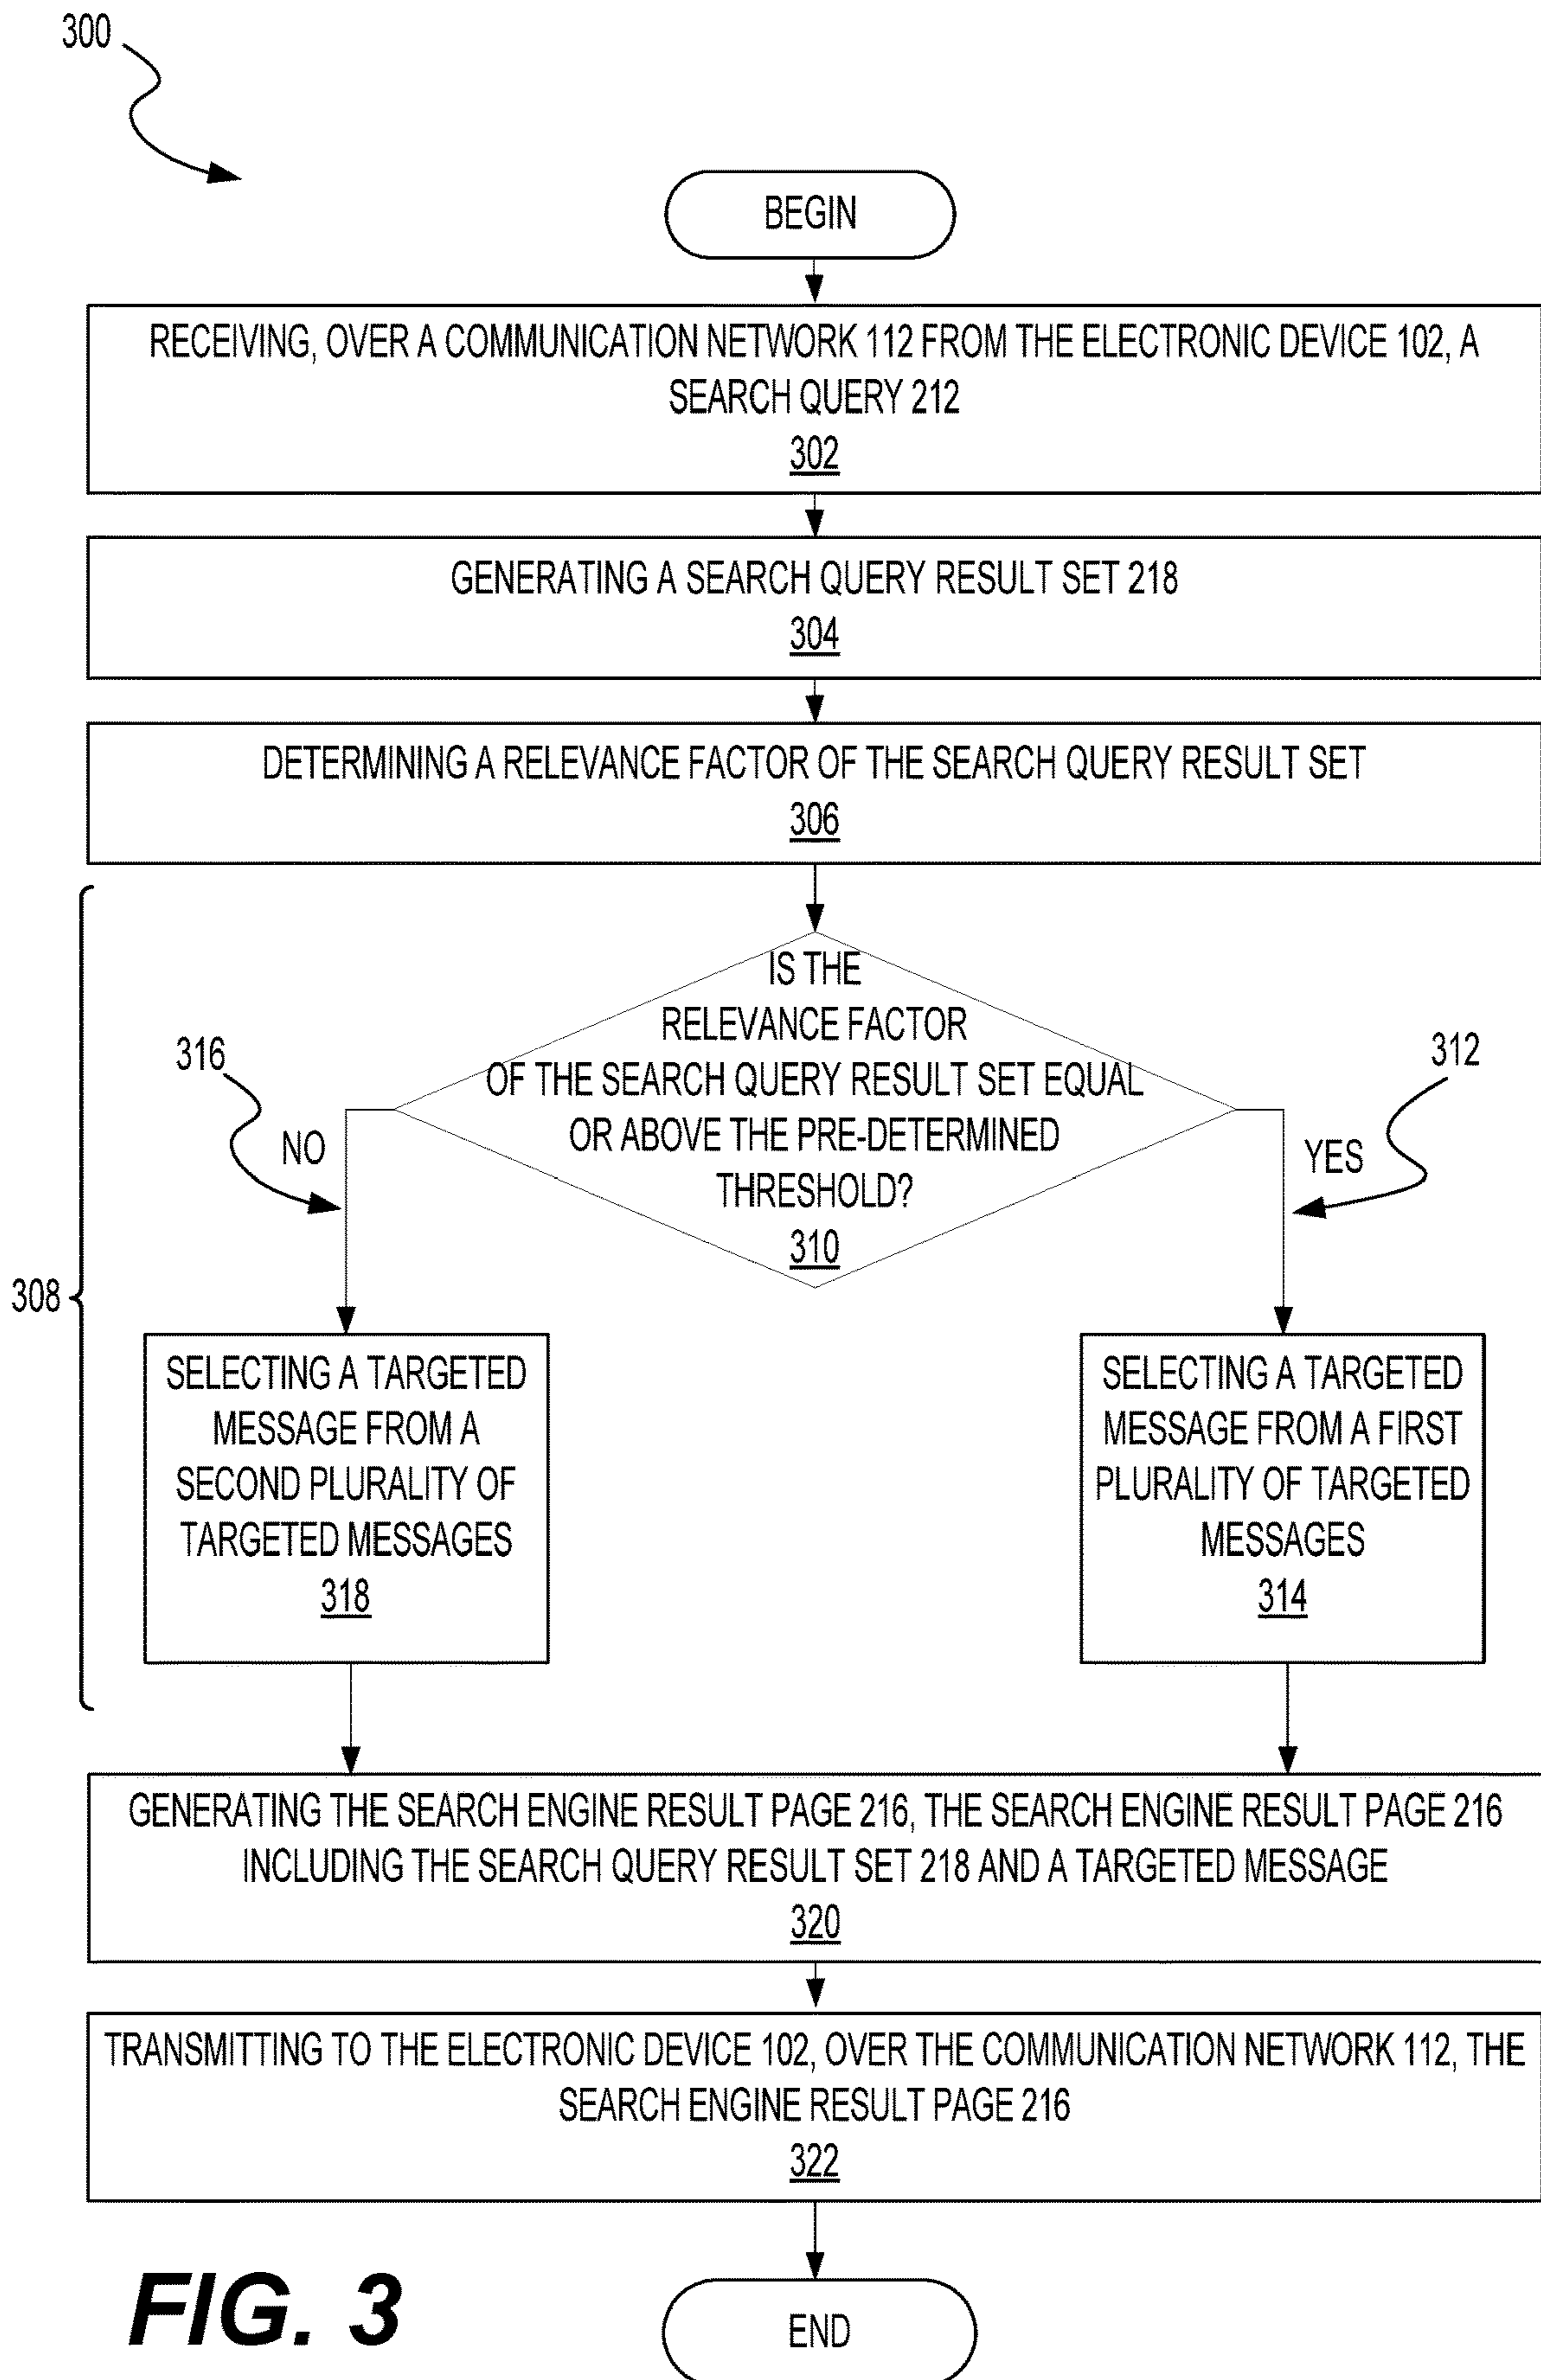 300
BEGIN
RECEIVING, OVER A COMMUNICATION NETWORK 112 FROM THE ELECTRONIC DEVICE 102, A
SEARCH QUERY 212
302
GENERATING A SEARCH QUERY RESULT SET 218
304
DETERMINING A RELEVANCE FACTOR OF THE SEARCH QUERY RESULT SET
306
IS THE
RELEVANCE FACTOR
OF THE SEARCH QUERY RESULT SET EQUAL
OR ABOVE THE PRE-DETERMINED
THRESHOLD?
310
316
NO
312
YES
308
SELECTING A TARGETED
MESSAGE FROM A
SECOND PLURALITY OF
TARGETED MESSAGES
318
SELECTING A TARGETED
MESSAGE FROM A FIRST
PLURALITY OF TARGETED
MESSAGES
314
GENERATING THE SEARCH ENGINE RESULT PAGE 216, THE SEARCH ENGINE RESULT PAGE 216
INCLUDING THE SEARCH QUERY RESULT SET 218 AND A TARGETED MESSAGE
320
TRANSMITTING TO THE ELECTRONIC DEVICE 102, OVER THE COMMUNICATION NETWORK 112, THE
SEARCH ENGINE RESULT PAGE 216
322
END
FIG. 3